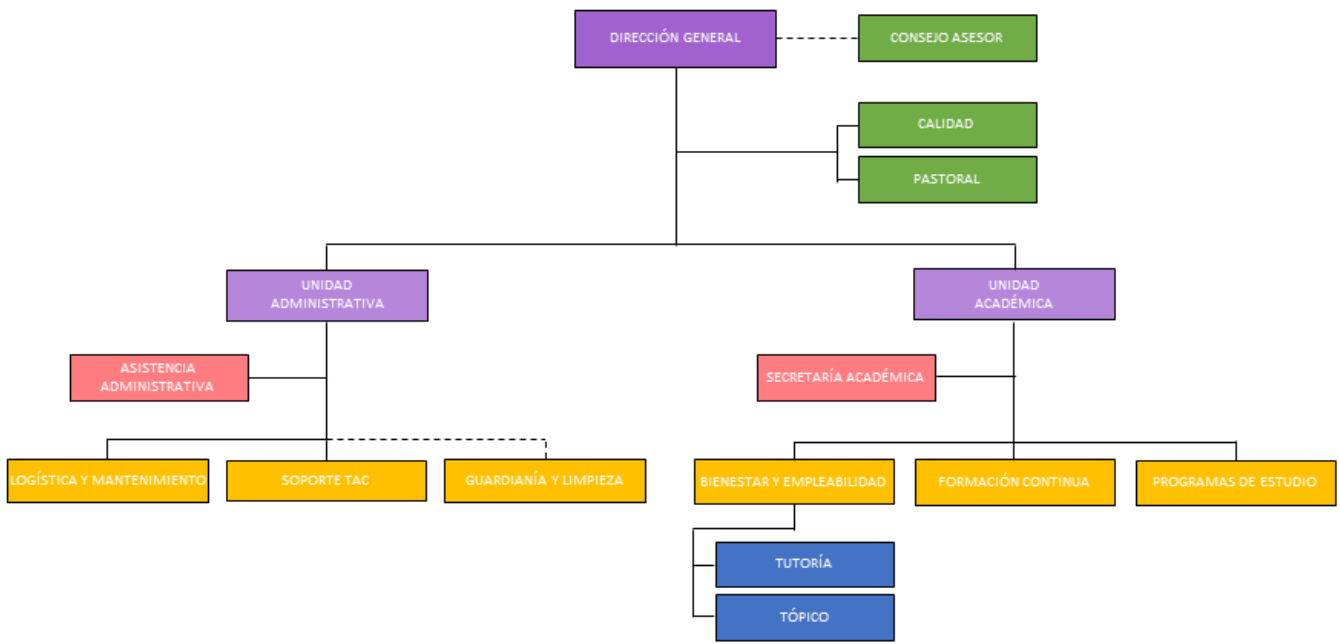 DIRECCIÓN GENERAL
CONSEJO ASESOR
CALIDAD
PASTORAL
UNIDAD
ADMINISTRATIVA
UNIDAD
ACADÉMICA
ASISTENCIA
ADMINISTRATIVA
SECRETARÍA ACADÉMICA
LOGÍSTICA Y MANTENIMIENTO
SOPORTE TAC
GUARDIANÍA Y LIMPIEZA
BIENESTAR Y EMPLEABILIDAD
FORMACIÓN CONTINUA
PROGRAMAS DE ESTUDIO
TUTORÍA
TÓPICO